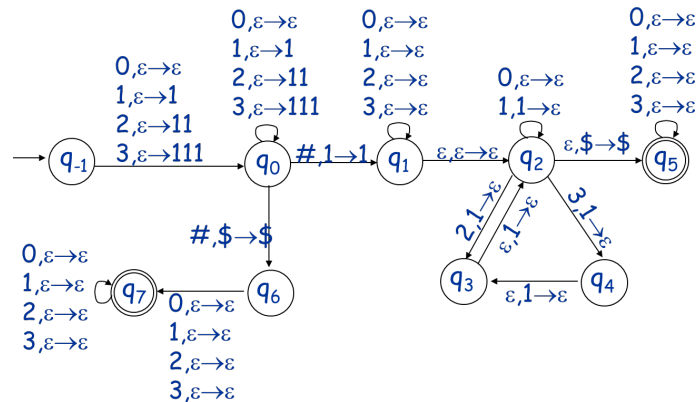 0,ε→ε
1,ε→1
2,ε→11
3,ε→111
0,ε→ε
1,ε→1
2,ε→11
3,ε→111
0,ε→ε
1,ε→ε
2,ε→ε
3,ε→ε
0,ε→ε
1,1→ε
0,ε→ε
1,ε→ε
2,ε→ε
3,ε→ε
q-1
q0
#,1→1
q1
ε,ε→ε
q2
ε,$→$
q5
#,$→$
2,1→ε
ε,1→ε
3,1→ε
0,ε→ε
1,ε→ε
2,ε→ε
3,ε→ε
q7
q6
q3
ε,1→ε
q4
0,ε→ε
1,ε→ε
2,ε→ε
3,ε→ε